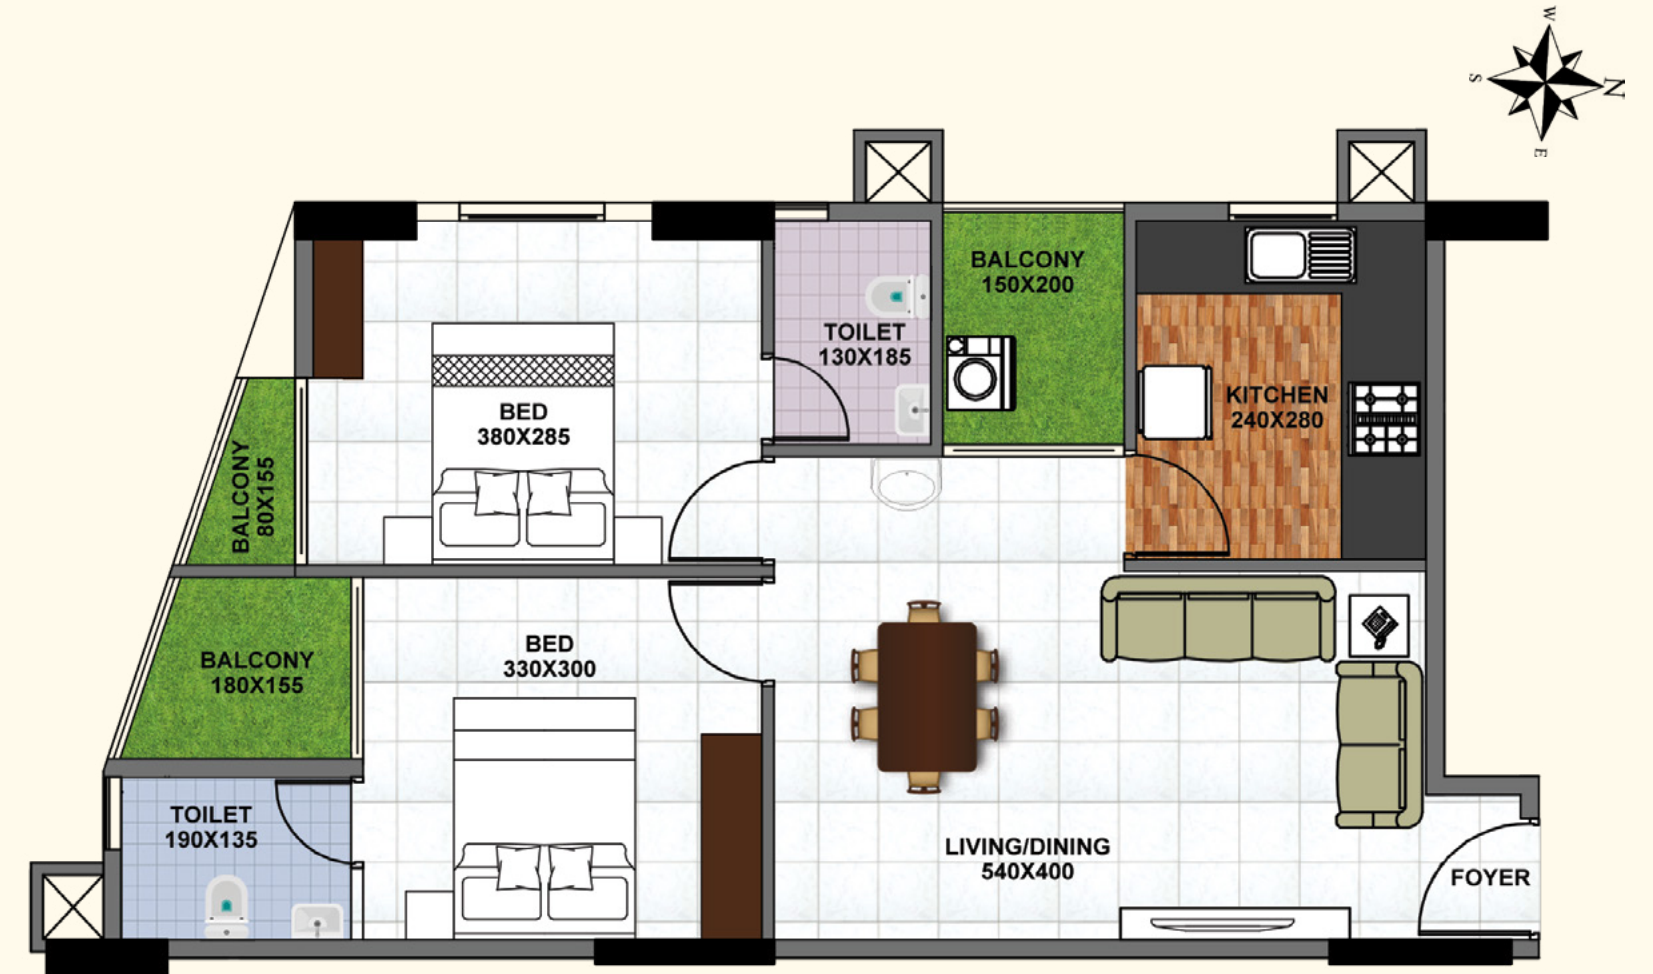 W
S
N
E
BALCONY
150X200
TOILET
130X185
KITCHEN
240X280
BED
380X285
BALCONY
80X155
BED
330X300
BALCONY
180X155
TOILET
190X135
LIVING/DINING
540X400
FOYER